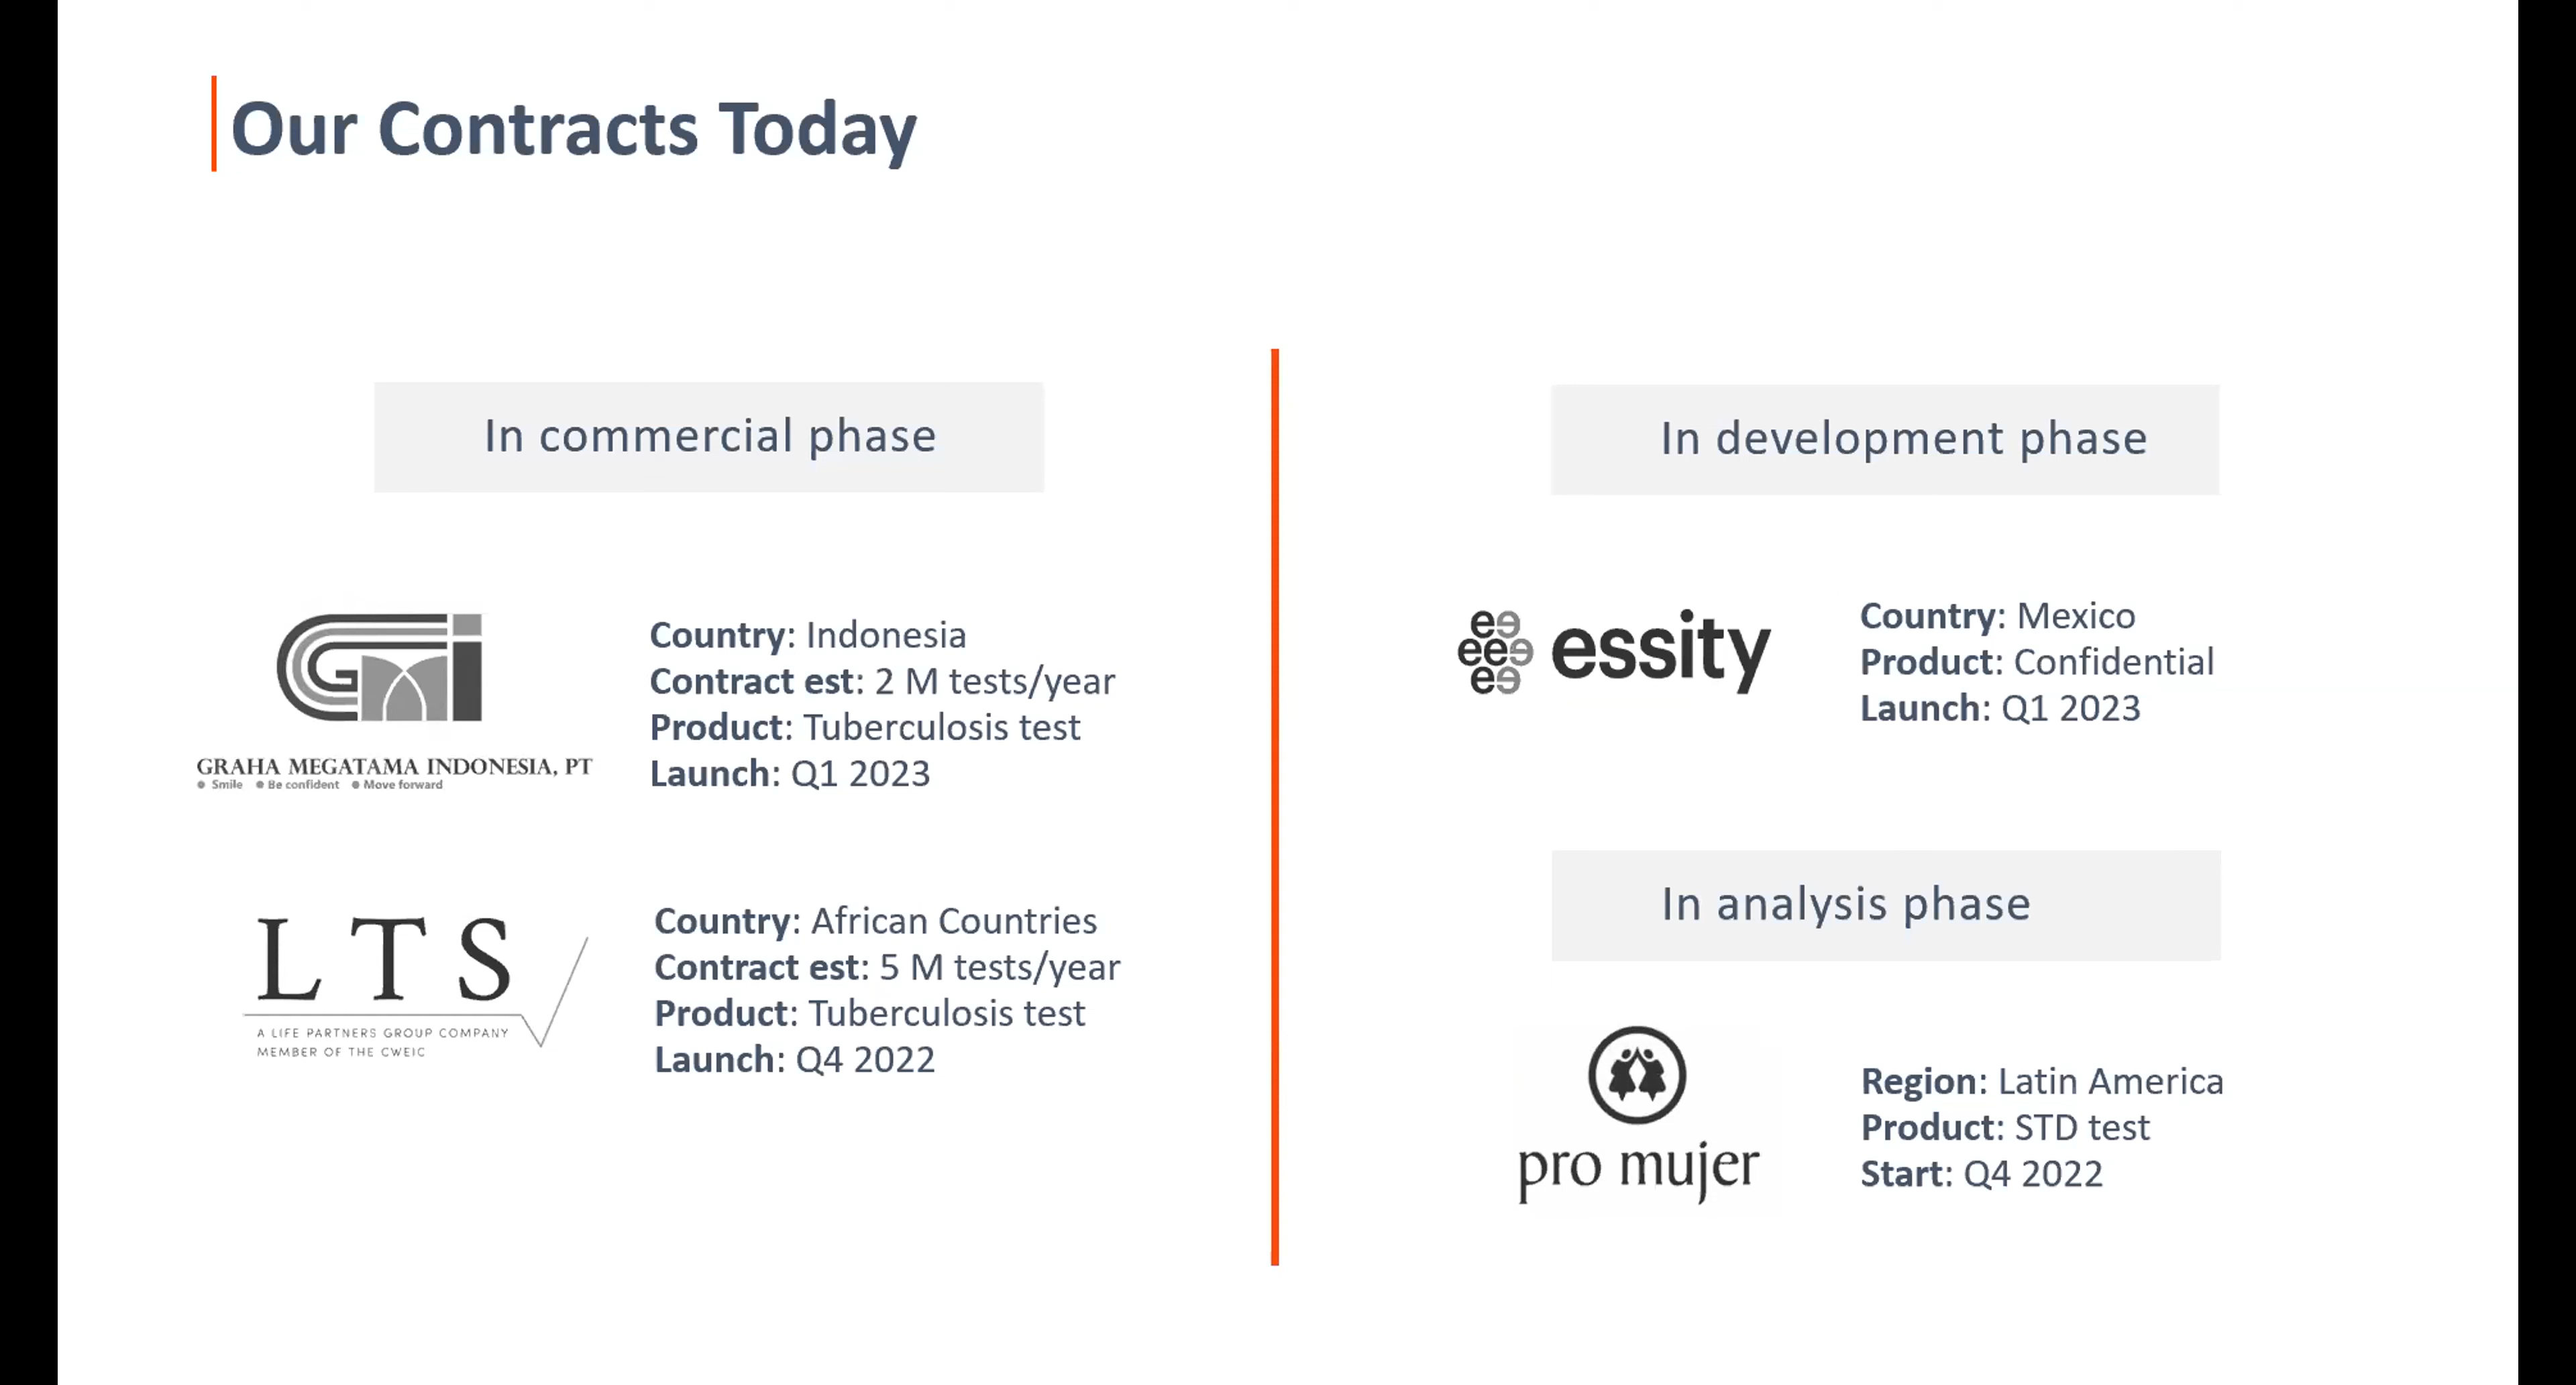 Our Contracts Today
In commercial phase
GMI
GRAHA MEGATAMA INDONESIA, PT
Smile Be confident Move forward
Country: Indonesia
Contract est: 2 M tests/year
Product: Tuberculosis test
Launch: Q1 2023
LTS
A LIFE PARTNERS GROUP COMPANY
MEMBER OF THE CWEIC
Country: African Countries
Contract est: 5 M tests/year
Product: Tuberculosis test
Launch: Q4 2022
In development phase
essity
Country: Mexico
Product: Confidential
Launch: Q1 2023
In analysis phase
pro mujer
Region: Latin America
Product: STD test
Start: Q4 2022